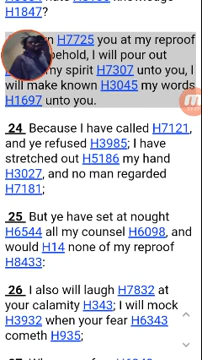 H1847?
H7725 you at my reproof
behold, I will pour out
my spirit H7307 unto you, I
will make known H3045 my words
H1697 unto you.
24 Because I have called H7121,
and ye refused H3985; I have
stretched out H5186 my hand
H3027, and no man regarded
H7181;
25 But ye have set at nought
H6544 all my counsel H6098, and
would H14 none of my reproof
H8433:
26 I also will laugh H7832 at
your calamity H343; I will mock
H3932 when your fear H6343
cometh H935;